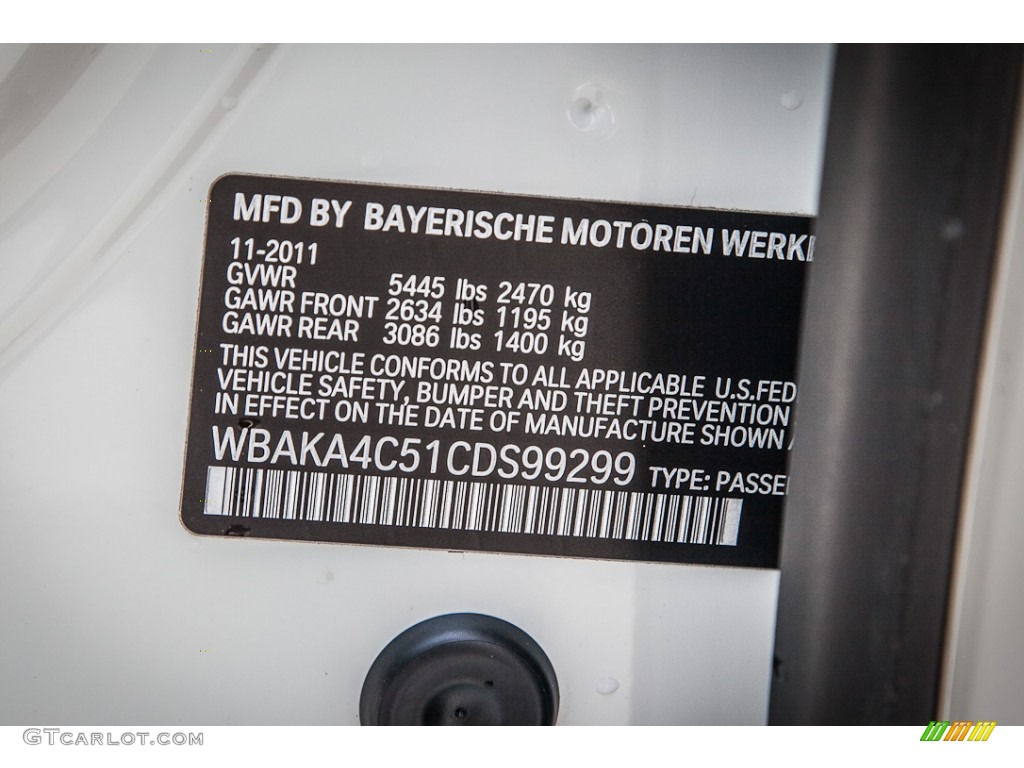 MFD BY BAYERISCHE MOTOREN
11-2011
GVWR 5445 lbs 2470 kg
GAWR FRONT 2634 lbs 1195 kg
GAWR REAR 3086 lbs 1400 kg
THIS VEHICLE CONFORMS TO ALL APPLICABLE U.S.FED
VEHICLE SAFETY, BUMPER AND THEFT PREVENTION
IN EFFECT ON THE DATE OF MANUFACTURE SHOWN
WBAKA4C51CDS99299 TYPE: PASSE
GTCARLOT.COM